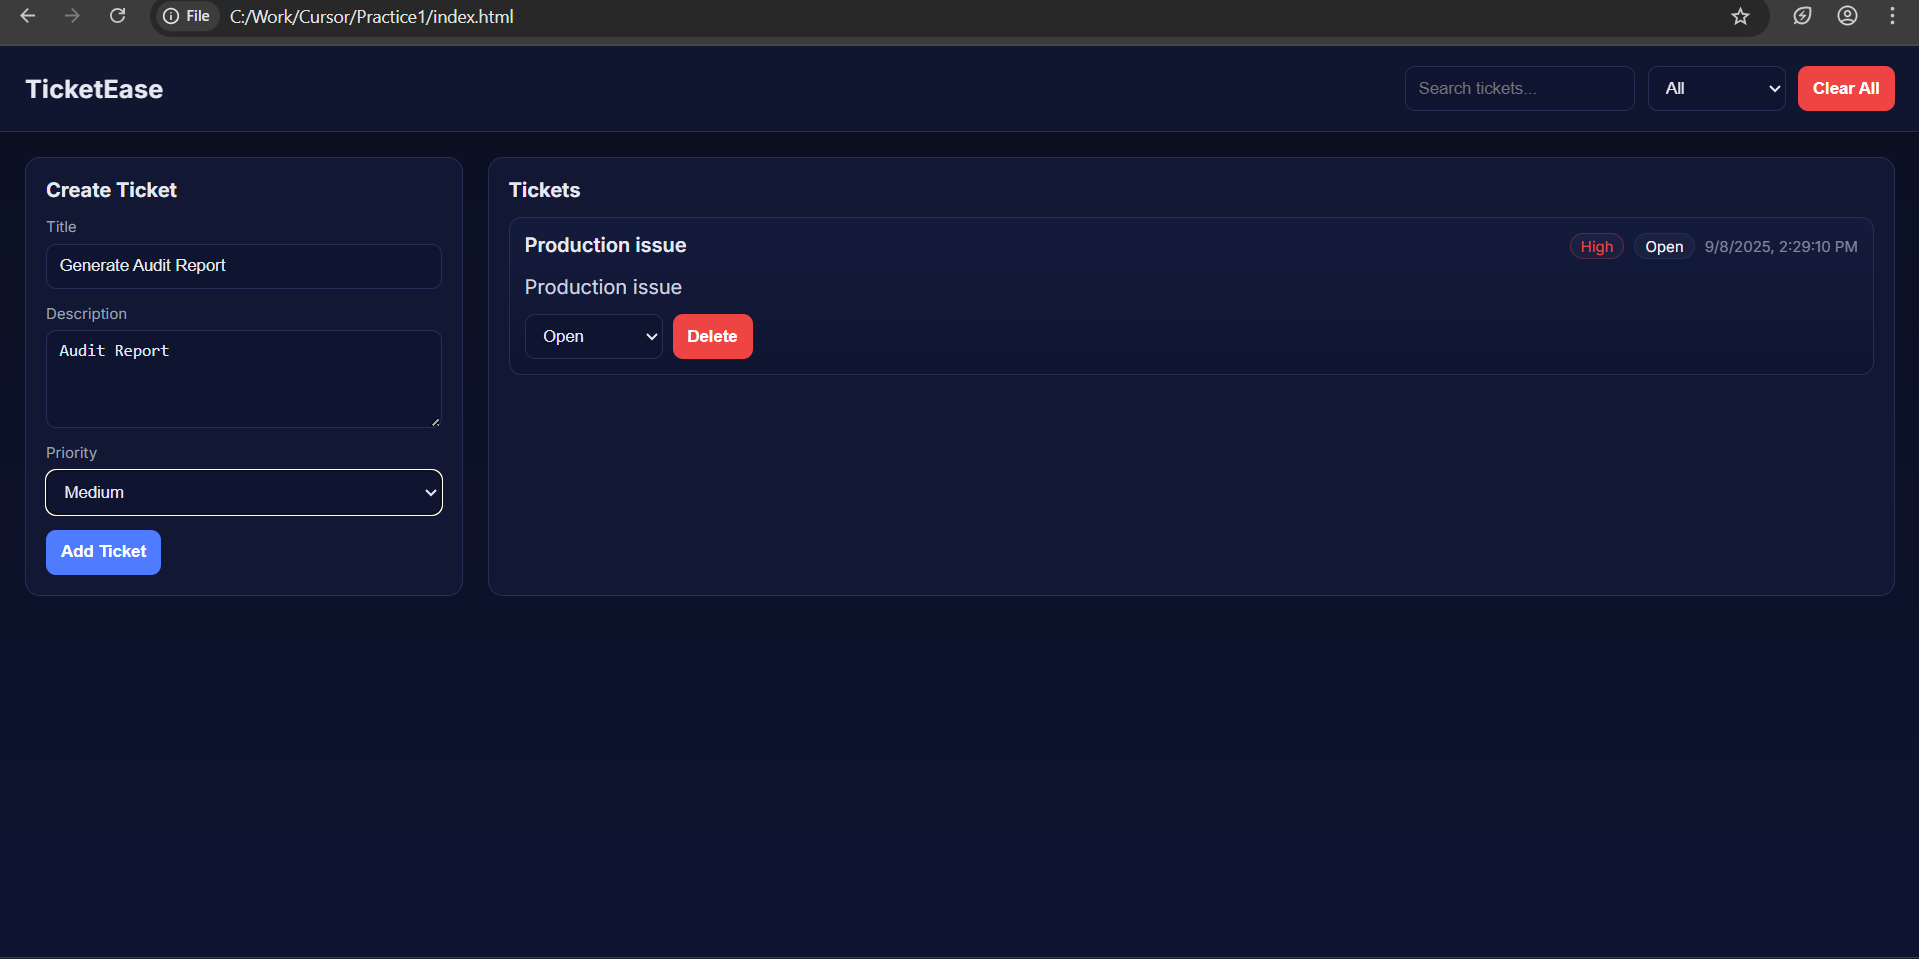 File C:/Work/Cursor/Practice1/index.html
TicketEase
Search tickets...
All
Clear All
Create Ticket
Title
Generate Audit Report
Description
Audit Report
Priority
Medium
Add Ticket
Tickets
Production issue
High Open 9/8/2025, 2:29:10 PM
Production issue
Open
Delete